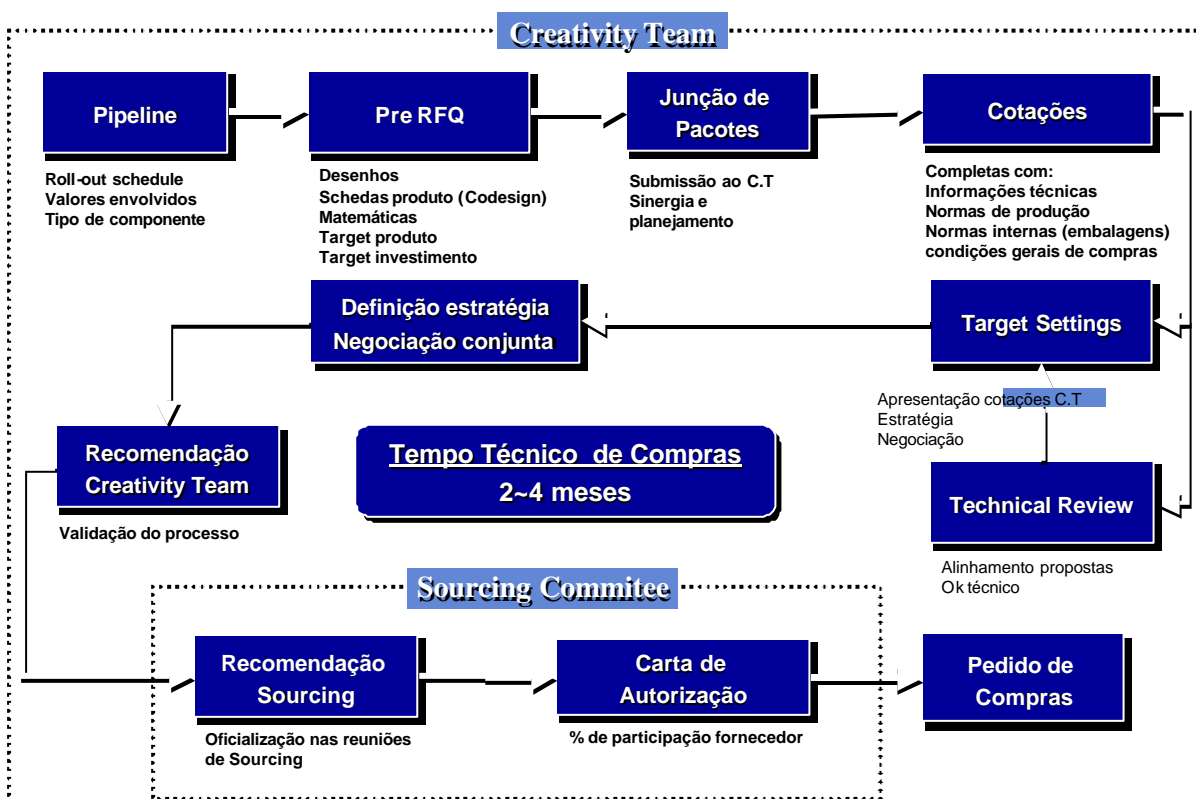 Creativity Team
Pipeline
Roll-out schedule
Valores envolvidos
Tipo de componente
Pre RFQ
Desenhos
Schedas produto (Codesign)
Matemáticas
Target produto
Target investimento
Junção de
Pacotes
Submissão ao C.T
Sinergia e
planejamento
Cotações
Completas com:
Informações técnicas
Normas de produção
Normas internas (embalagens)
condições gerais de compras
Definição estratégia
Negociação conjunta
Target Settings
Apresentação cotações C.T
Estratégia
Negociação
Recomendação
Creativity Team
Validação do processo
Tempo Técnico de Compras
2~4 meses
Technical Review
Alinhamento propostas
Ok técnico
Sourcing Commitee
Recomendação
Sourcing
Oficialização nas reuniões
de Sourcing
Carta de
Autorização
% de participação fornecedor
Pedido de
Compras